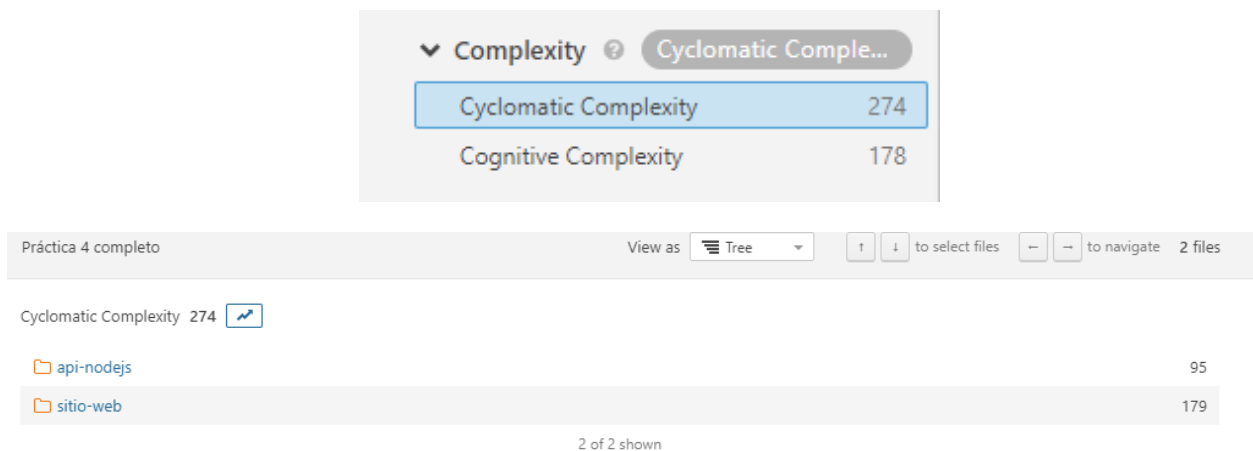 Complexity ? Cyclomatic Comple...
Cyclomatic Complexity 274
Cognitive Complexity 178
Práctica 4 completo View as Tree ↑ ↓ to select files ← → to navigate 2 files
Cyclomatic Complexity 274
api-nodejs 95
sitio-web 179
2 of 2 shown